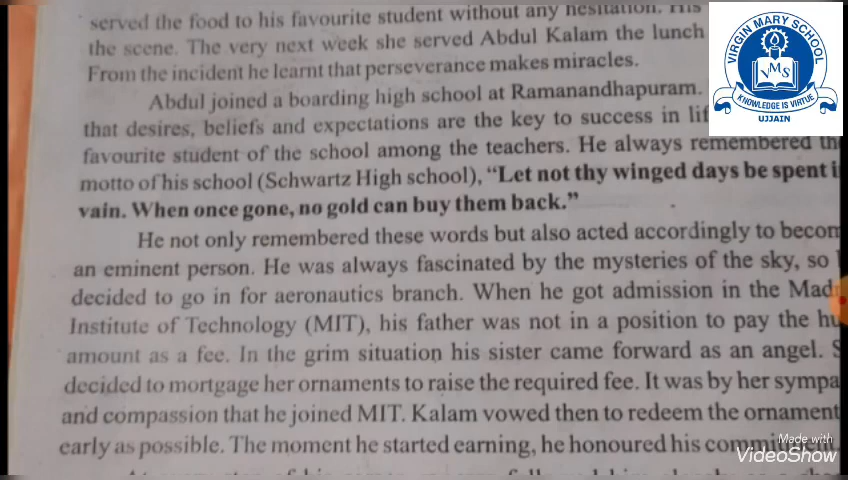 served the food to his favourite student without any hesitation. His
the scene. The very next week she served Abdul Kalam the lunch
From the incident he learnt that perseverance makes miracles.
Abdul joined a boarding high school at Ramanandhapuram.
that desires, beliefs and expectations are the key to success in
favourite student of the school among the teachers. He always remembered
motto of his school (Schwartz High school), “Let not thy winged days be spent
vain. When once gone, no gold can buy them back.”
He not only remembered these words but also acted accordingly to
an eminent person. He was always fascinated by the mysteries of the sky, so
decided to go in for aeronautics branch. When he got admission in the
Institute of Technology (MIT), his father was not in a position to pay the
amount as a fee. In the grim situation his sister came forward as an angel.
decided to mortgage her ornaments to raise the required fee. It was by her
and compassion that he joined MIT. Kalam vowed then to redeem the
early as possible. The moment he started earning, he honoured his
VIRGIN MARY SCHOOL
VMS
KNOWLEDGE IS VIRTUE
UJJAIN
Made with
VideoShow